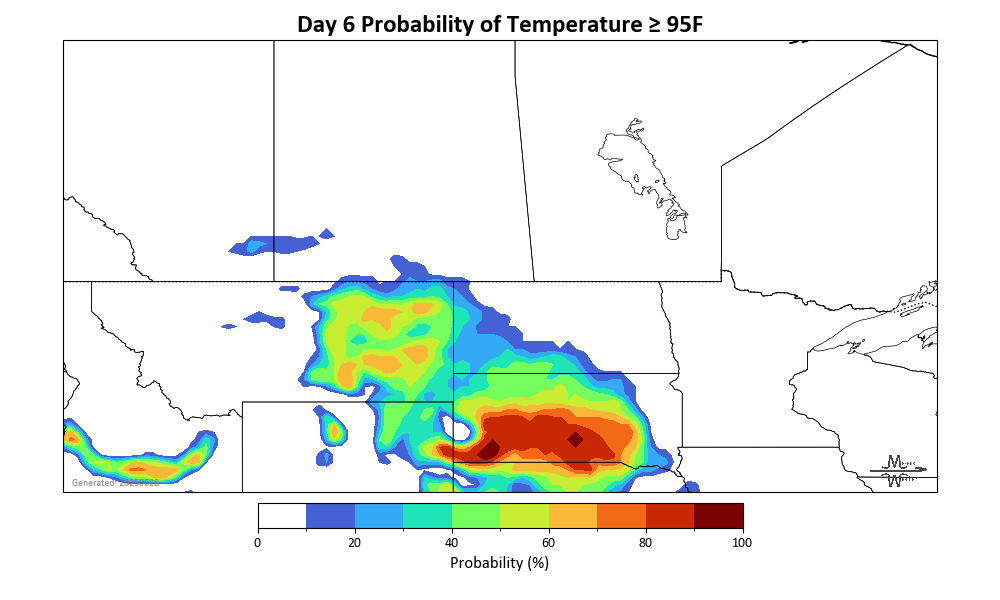 Day 6 Probability of Temperature ≥ 95F
M
W
0 20 40 60 80 100
Probability (%)